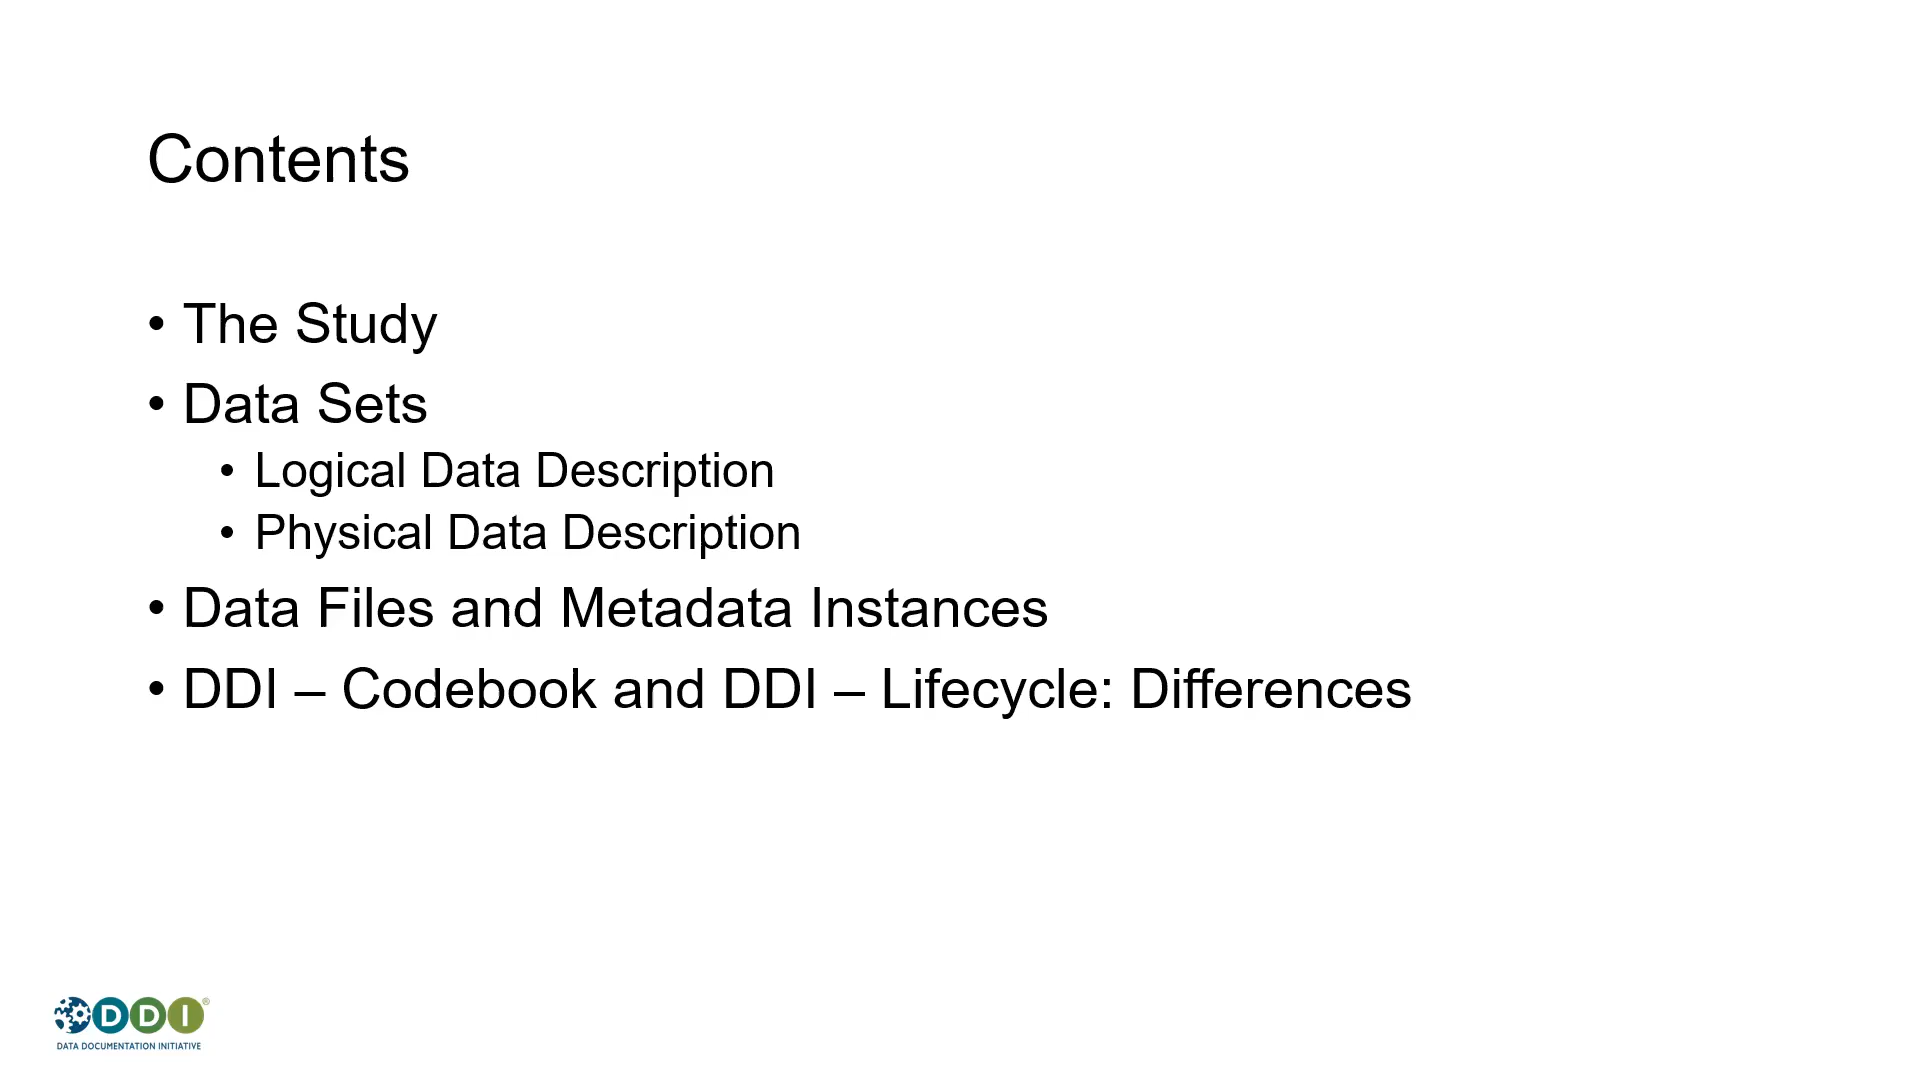 Contents
• The Study
• Data Sets
• Logical Data Description
• Physical Data Description
• Data Files and Metadata Instances
• DDI – Codebook and DDI – Lifecycle: Differences
DDI®
DATA DOCUMENTATION INITIATIVE